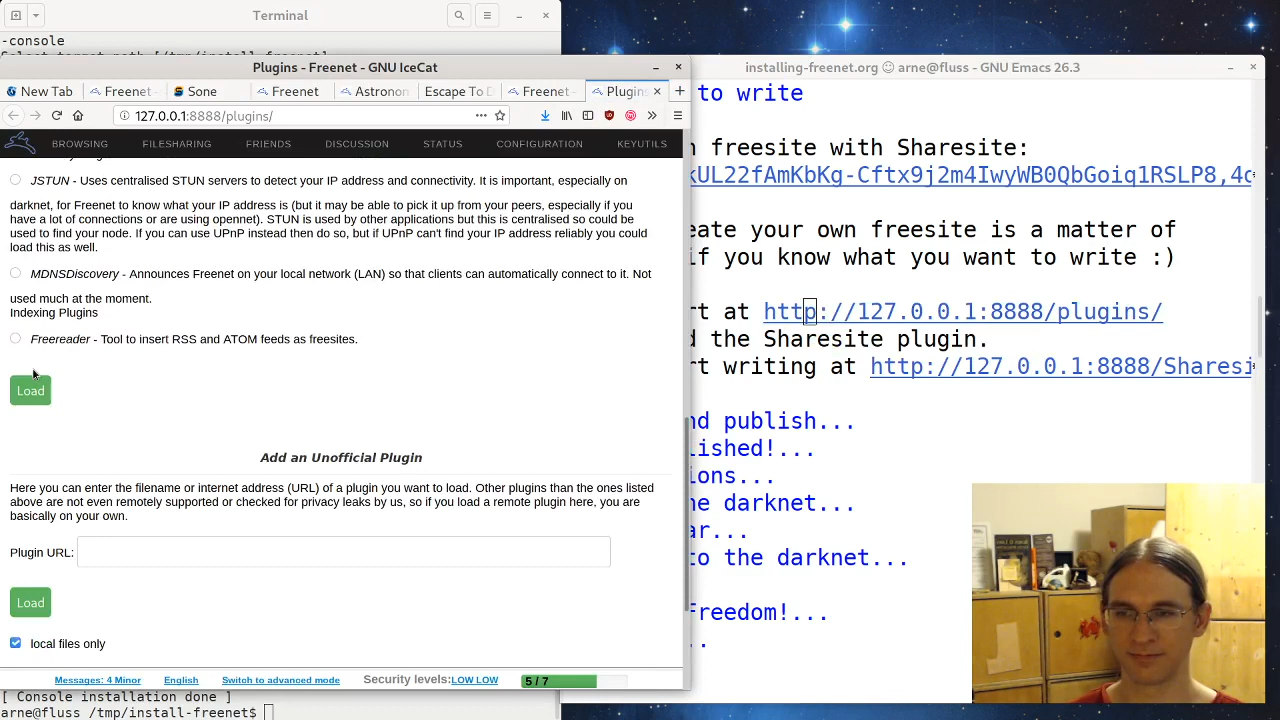 Terminal
-console
Select target path [/tmp/install-freenet]
Plugins - Freenet - GNU IceCat
installing-freenet.org ☺ arne@fluss - GNU Emacs 26.3
New Tab
Freenet
Sone
Freenet
Astronon
Escape To D
Freenet
Plugins
127.0.0.1:8888/plugins/
BROWSING FILESHARING FRIENDS DISCUSSION STATUS CONFIGURATION KEYUTILS
JSTUN - Uses centralised STUN servers to detect your IP address and connectivity. It is important, especially on
darknet, for Freenet to know what your IP address is (but it may be able to pick it up from your peers, especially if you
have a lot of connections or are using opennet). STUN is used by other applications but this is centralised so could be
used to find your node. If you can use UPnP instead then do so, but if UPnP can't find your IP address reliably you could
load this as well.
MDNSDiscovery - Announces Freenet on your local network (LAN) so that clients can automatically connect to it. Not
used much at the moment.
Indexing Plugins
Freereader - Tool to insert RSS and ATOM feeds as freesites.
Load
Add an Unofficial Plugin
Here you can enter the filename or internet address (URL) of a plugin you want to load. Other plugins than the ones listed
above are not even remotely supported or checked for privacy leaks by us, so if you load a remote plugin here, you are
basically on your own.
Plugin URL:
Load
local files only
Messages: 4 Minor English Switch to advanced mode Security levels: LOW LOW 5 / 7
[ Console installation done ]
arne@fluss /tmp/install-freenet$
to write
n freesite with Sharesite:
kUL22fAmKbKg-Cftx9j2m4IwyWB0QbGoiq1RSLP8,4d
eate your own freesite is a matter of
if you know what you want to write :)
rt at http://127.0.0.1:8888/plugins/
d the Sharesite plugin.
rt writing at http://127.0.0.1:8888/Sharesi
nd publish...
lished!...
ions...
he darknet...
ar...
to the darknet...
Freedom!...